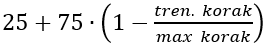 25 + 75 · (1 − tren. korak / max korak)